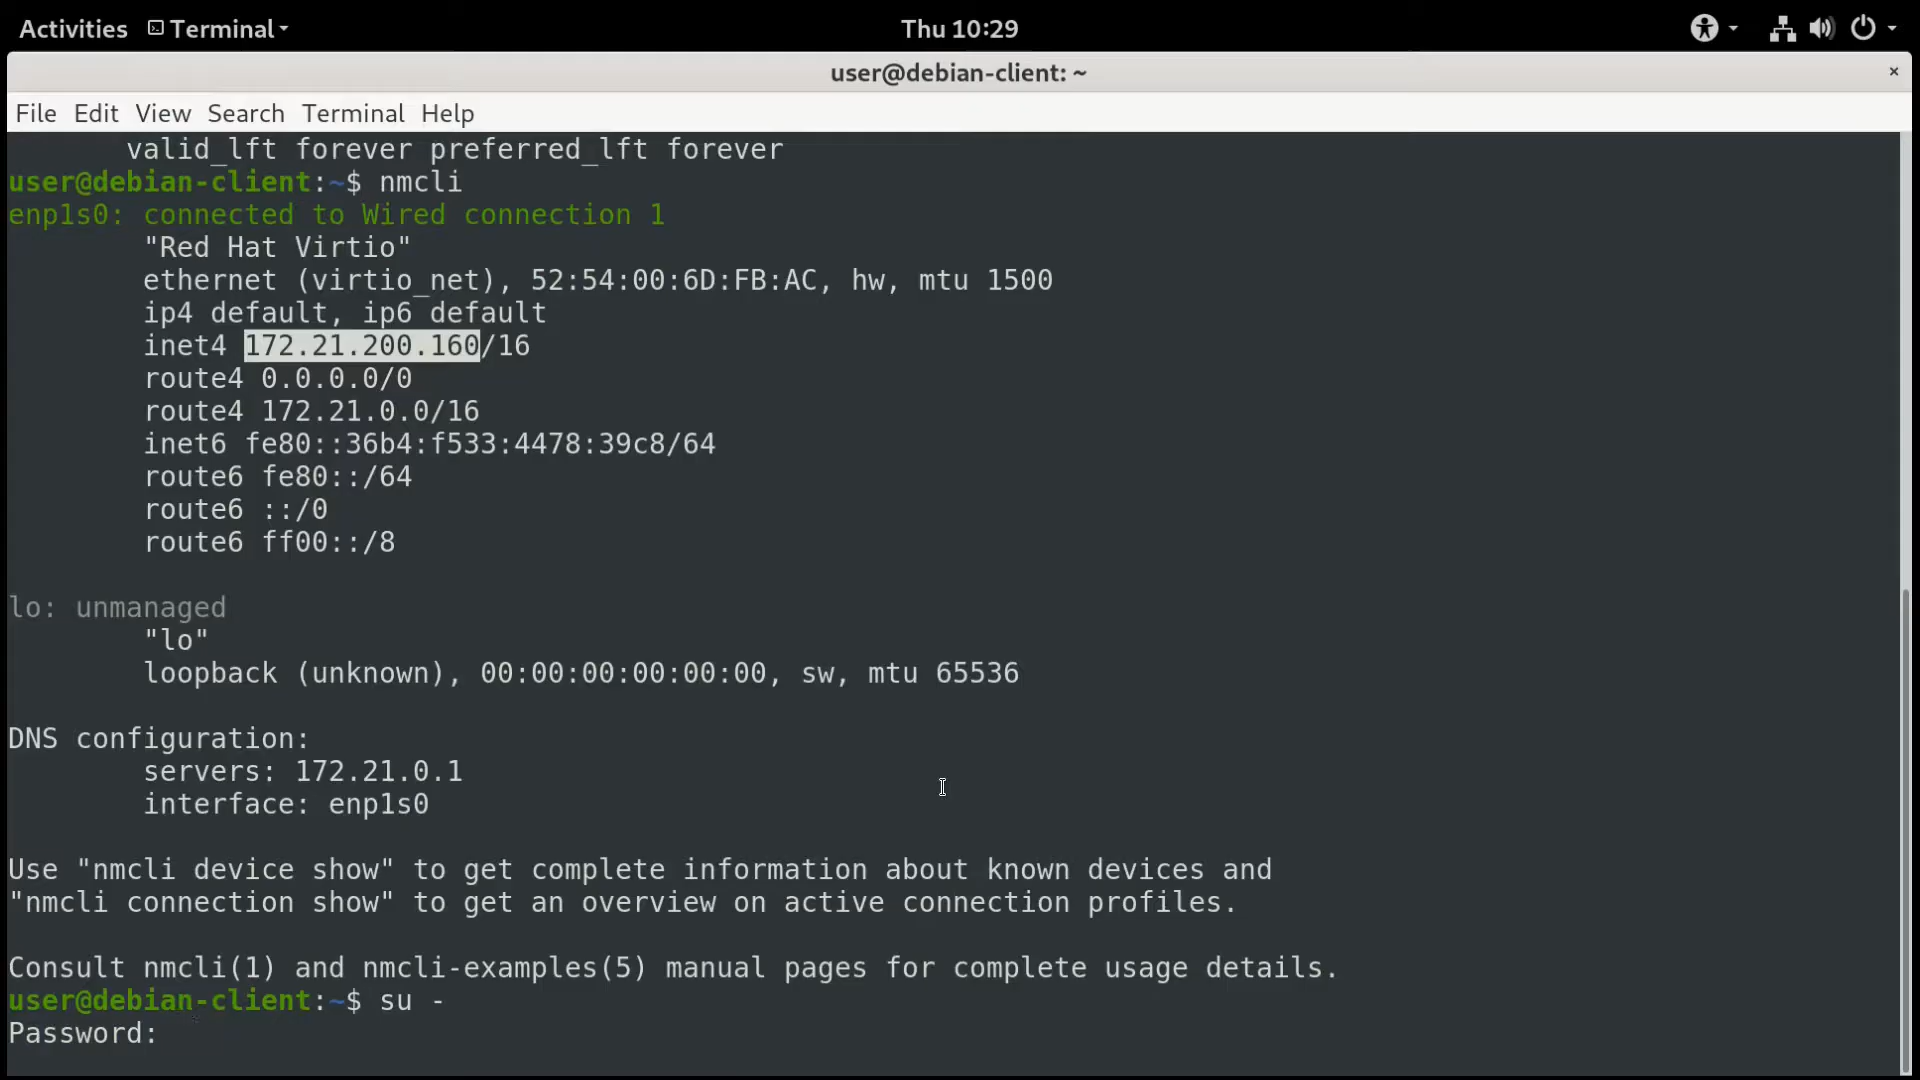 Activities Terminal Thu 10:29
user@debian-client: ~ ×
File Edit View Search Terminal Help
valid_lft forever preferred_lft forever
user@debian-client:~$ nmcli
enp1s0: connected to Wired connection 1
"Red Hat Virtio"
ethernet (virtio_net), 52:54:00:6D:FB:AC, hw, mtu 1500
ip4 default, ip6 default
inet4 172.21.200.160/16
route4 0.0.0.0/0
route4 172.21.0.0/16
inet6 fe80::36b4:f533:4478:39c8/64
route6 fe80::/64
route6 ::/0
route6 ff00::/8
lo: unmanaged
"lo"
loopback (unknown), 00:00:00:00:00:00, sw, mtu 65536
DNS configuration:
servers: 172.21.0.1
interface: enp1s0
Use "nmcli device show" to get complete information about known devices and
"nmcli connection show" to get an overview on active connection profiles.
Consult nmcli(1) and nmcli-examples(5) manual pages for complete usage details.
user@debian-client:~$ su -
Password: